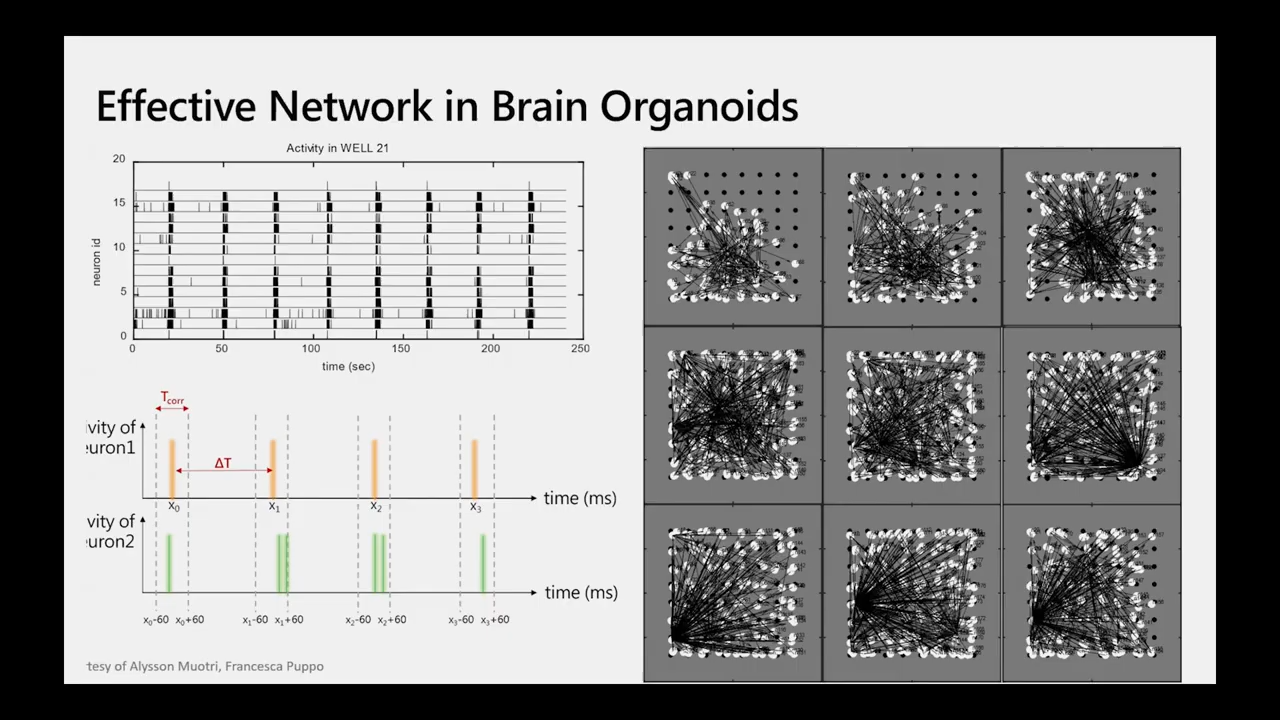 Effective Network in Brain Organoids
Activity in WELL 21
20
15
10
5
0
neuron id
0 50 100 150 200 250
time (sec)
Tcorr
ivity of
euron1
ΔT
time (ms)
x0 x1 x2 x3
ivity of
euron2
time (ms)
x0-60 x0+60 x1-60 x1+60 x2-60 x2+60 x3-60 x3+60
tesy of Alysson Muotri, Francesca Puppo